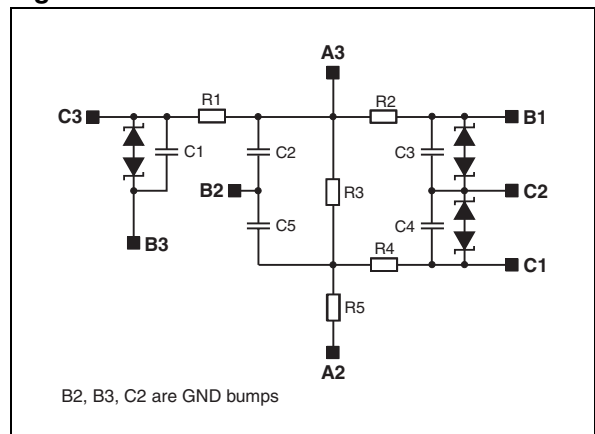 A3
R1
R2
C3
B1
C1
C2
C3
B2
R3
C2
C5
C4
B3
R4
C1
R5
A2
B2, B3, C2 are GND bumps